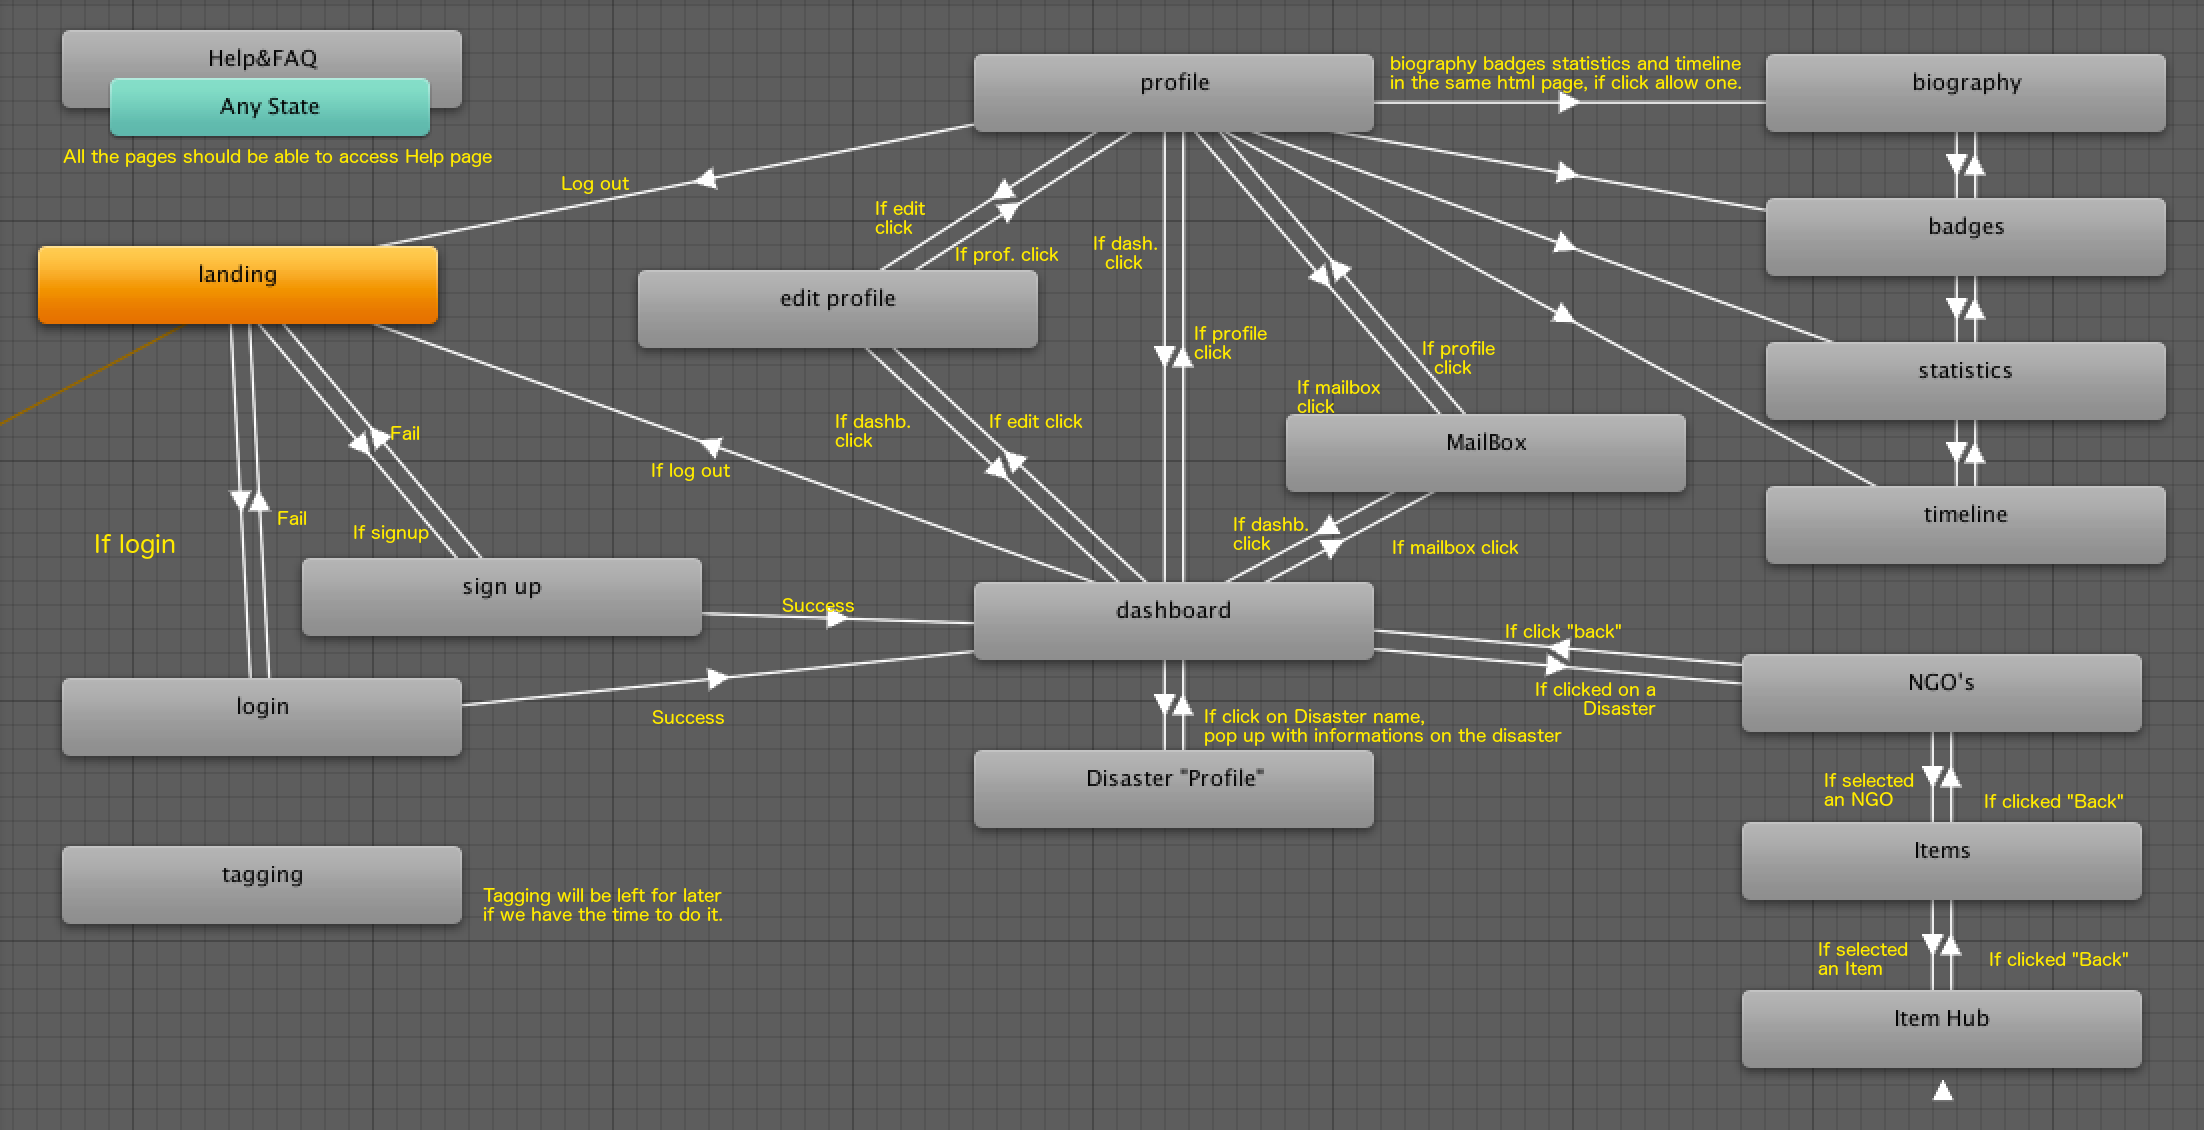 Help&FAQ
Any State
All the pages should be able to access Help page
profile
biography badges statistics and timeline
in the same html page, if click allow one.
biography
Log out
If edit
click
If prof. click
If dash.
click
badges
landing
edit profile
If profile
click
If profile
click
If mailbox
click
statistics
Fail
If dashb.
click
If edit click
MailBox
If log out
Fail
If login
If signup
If dashb.
click
If mailbox click
timeline
sign up
Success
dashboard
If click "back"
login
Success
If clicked on a
Disaster
NGO's
If click on Disaster name,
pop up with informations on the disaster
Disaster "Profile"
If selected
an NGO
If clicked "Back"
tagging
Tagging will be left for later
if we have the time to do it.
Items
If selected
an Item
If clicked "Back"
Item Hub